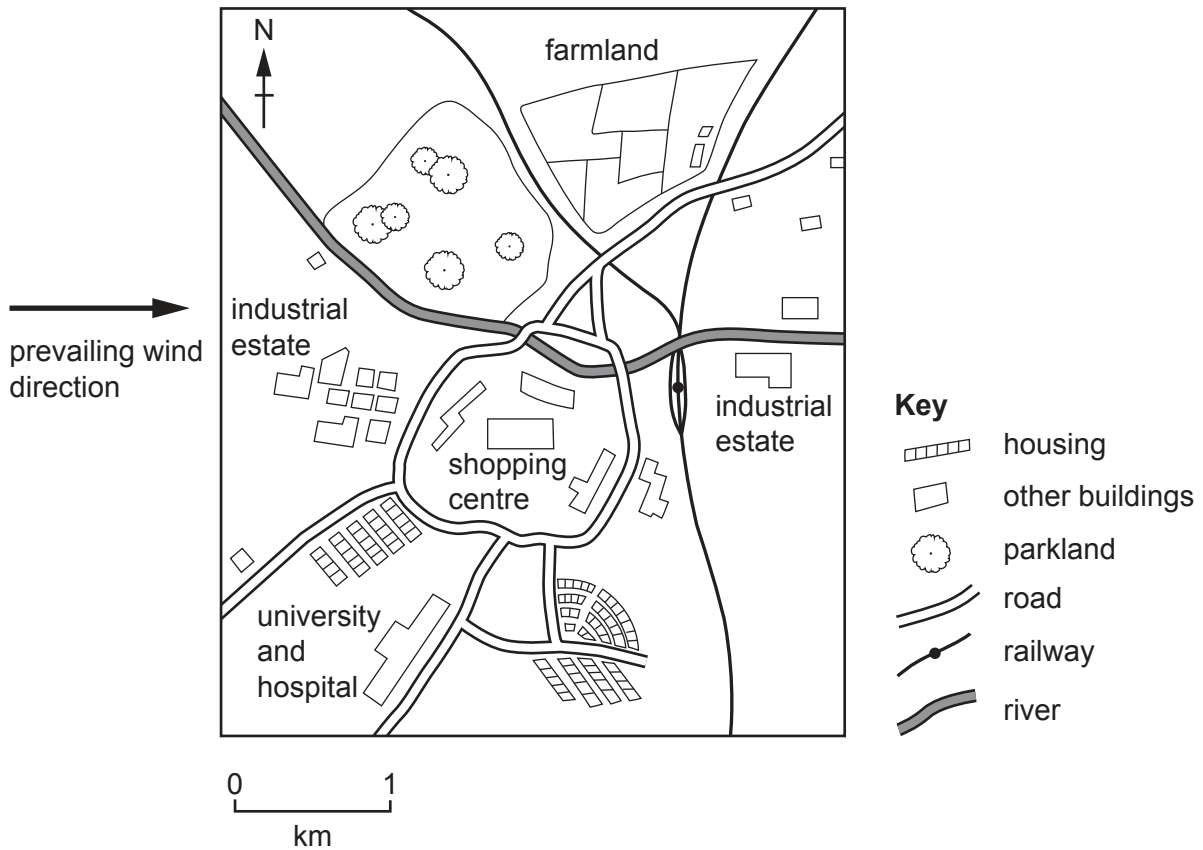 N
farmland
industrial
estate
prevailing wind
direction
industrial
estate
shopping
centre
university
and
hospital
Key
housing
other buildings
parkland
road
railway
river
0 1
km